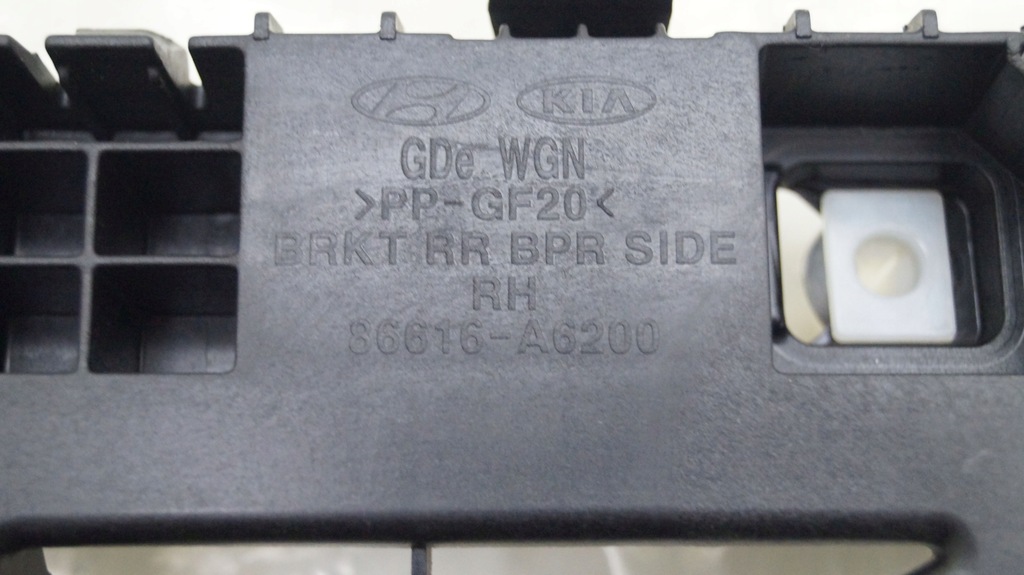 KIA
GDe WGN
>PP-GF20<
BRKT RR BPR SIDE
RH
86616-A6200